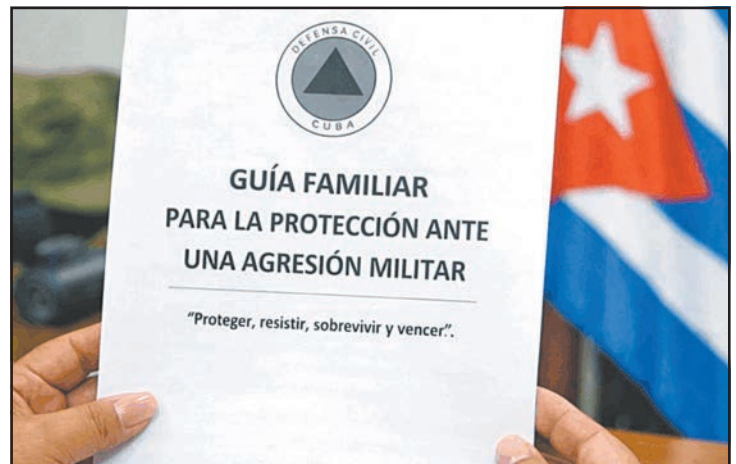 DEFENSA CIVIL
CUBA
GUÍA FAMILIAR
PARA LA PROTECCIÓN ANTE
UNA AGRESIÓN MILITAR
“Proteger, resistir, sobrevivir y vencer”.